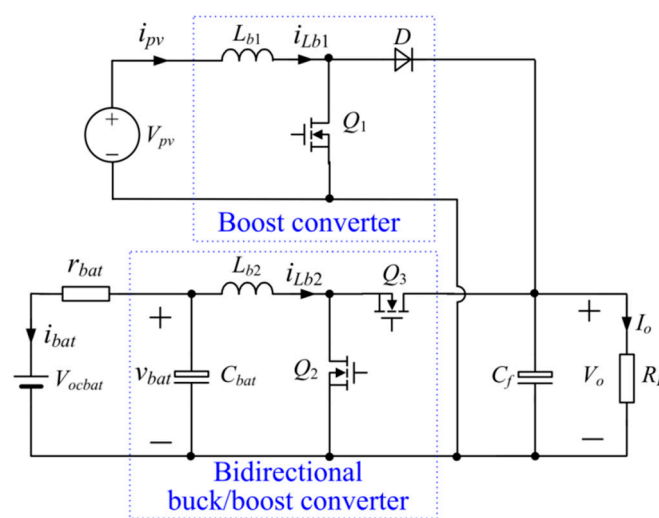 i_pv
L_b1
i_Lb1
D
+
−
V_pv
Q_1
Boost converter
r_bat
L_b2
i_Lb2
Q_3
+
+
i_bat
I_o
V_ocbat
v_bat
C_bat
Q_2
C_f
V_o
−
−
Bidirectional
buck/boost converter